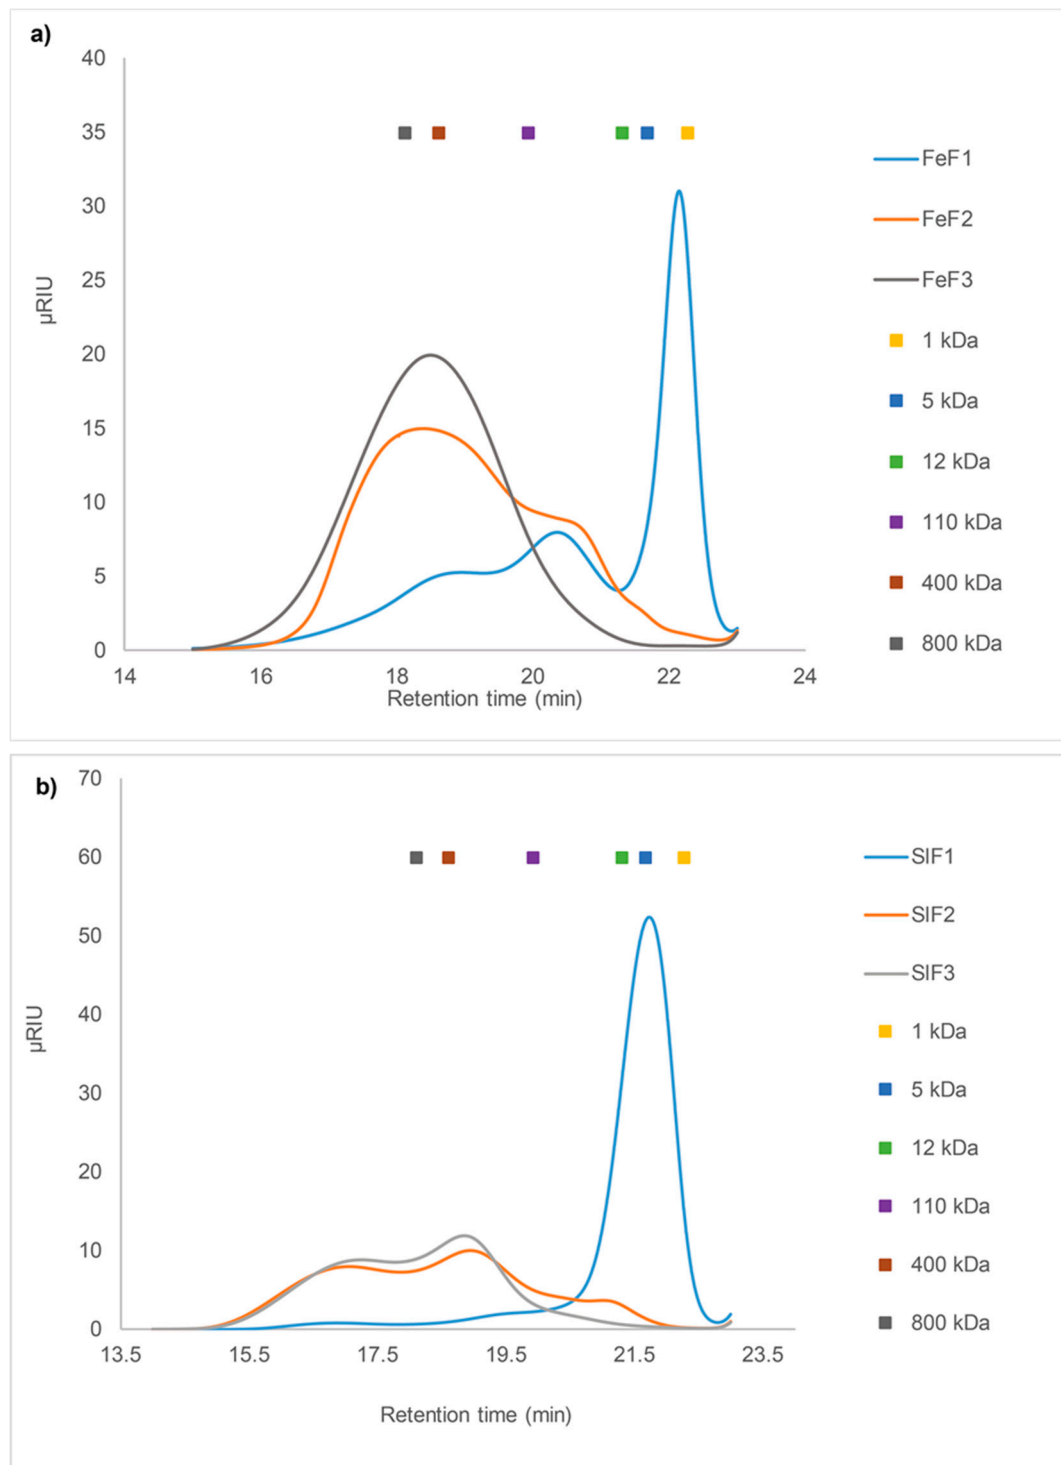 a)
40
35
30
25
20
15
10
5
0
µRIU
14 16 18 20 22 24
Retention time (min)
FeF1
FeF2
FeF3
1 kDa
5 kDa
12 kDa
110 kDa
400 kDa
800 kDa
b)
70
60
50
40
30
20
10
0
µRIU
13.5 15.5 17.5 19.5 21.5 23.5
Retention time (min)
SIF1
SIF2
SIF3
1 kDa
5 kDa
12 kDa
110 kDa
400 kDa
800 kDa